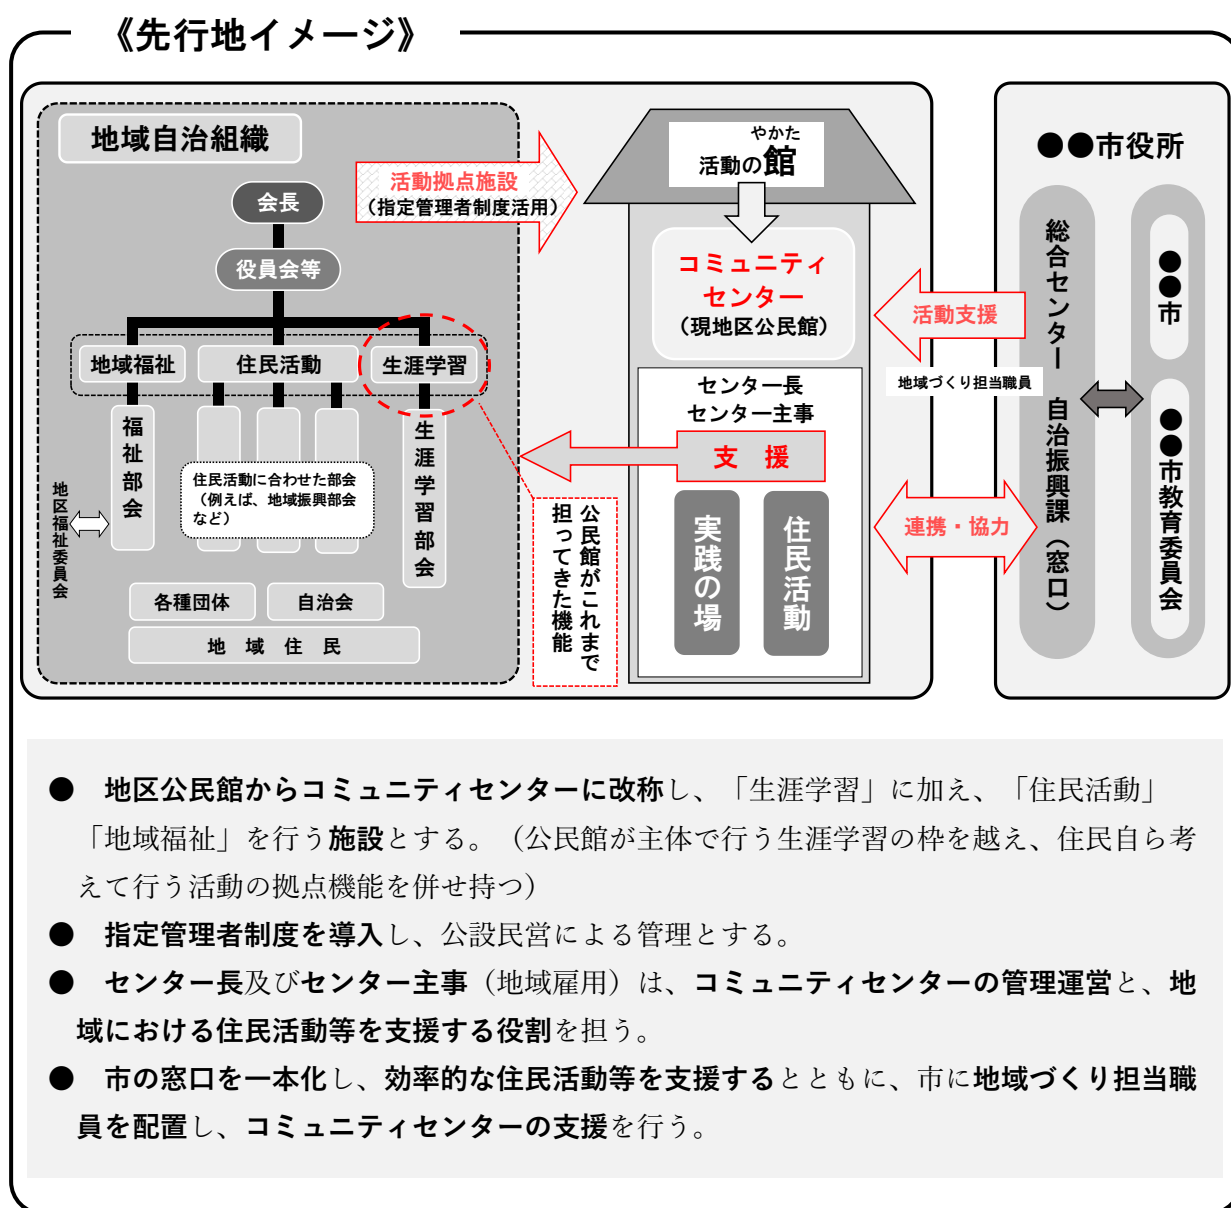 《先行地イメージ》
地域自治組織
会長
役員会等
地域福祉
住民活動
生涯学習
福祉部会
住民活動に合わせた部会
（例えば、地域振興部会
など）
生涯学習部会
地区福祉委員会
各種団体
自治会
地域住民
活動拠点施設
（指定管理者制度活用）
公民館がこれまで
担ってきた機能
やかた
活動の館
コミュニティ
センター
（現地区公民館）
センター長
センター主事
支援
実践の場
住民活動
活動支援
地域づくり担当職員
連携・協力
●●市役所
総合センター 自治振興課（窓口）
●●市
●●市教育委員会
● 地区公民館からコミュニティセンターに改称し、「生涯学習」に加え、「住民活動」
「地域福祉」を行う施設とする。（公民館が主体で行う生涯学習の枠を越え、住民自ら考
えて行う活動の拠点機能を併せ持つ）
● 指定管理者制度を導入し、公設民営による管理とする。
● センター長及びセンター主事（地域雇用）は、コミュニティセンターの管理運営と、地
域における住民活動等を支援する役割を担う。
● 市の窓口を一本化し、効率的な住民活動等を支援するとともに、市に地域づくり担当職
員を配置し、コミュニティセンターの支援を行う。